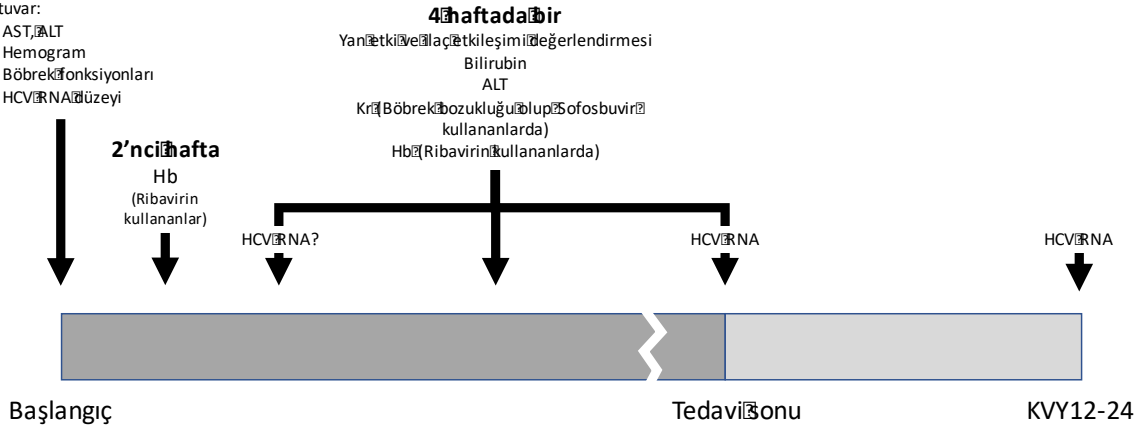 tuvar:
AST, ALT
Hemogram
Böbrek fonksiyonları
HCV RNA düzeyi
2’nci hafta
Hb
(Ribavirin
kullananlar)
4 haftada bir
Yan etki ve ilaç etkileşimi değerlendirmesi
Bilirubin
ALT
Kr (Böbrek bozukluğu olup Sofosbuvir
kullananlarda)
Hb (Ribavirin kullananlarda)
HCV RNA?
HCV RNA
HCV RNA
Başlangıç
Tedavi sonu
KVY12-24